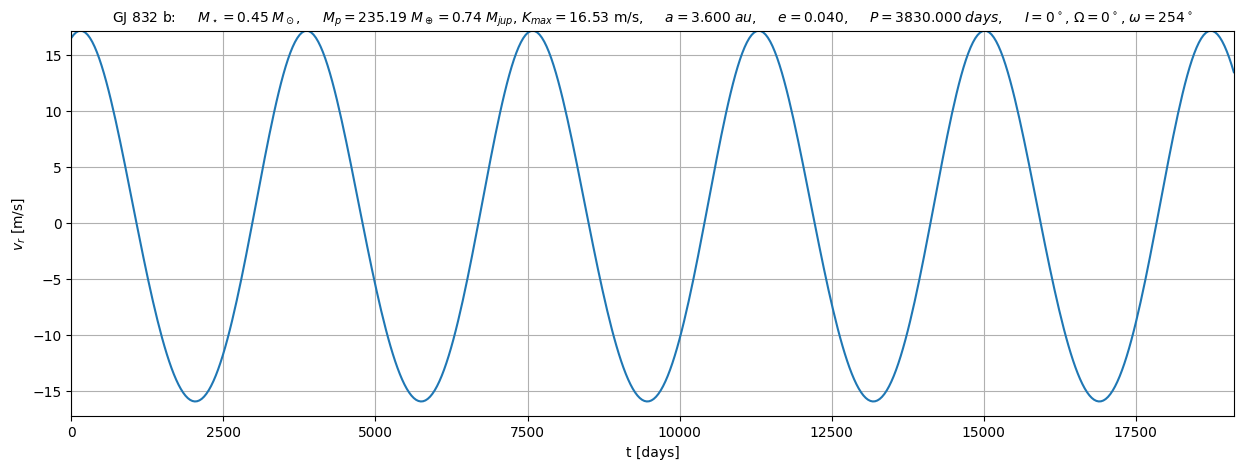 GJ 832 b: M⋆ = 0.45 M⊙, Mp = 235.19 M⊕ = 0.74 Mjup, Kmax = 16.53 m/s, a = 3.600 au, e = 0.040, P = 3830.000 days, I = 0°, Ω = 0°, ω = 254°
15
10
5
0
−5
−10
−15
vr [m/s]
0 2500 5000 7500 10000 12500 15000 17500
t [days]